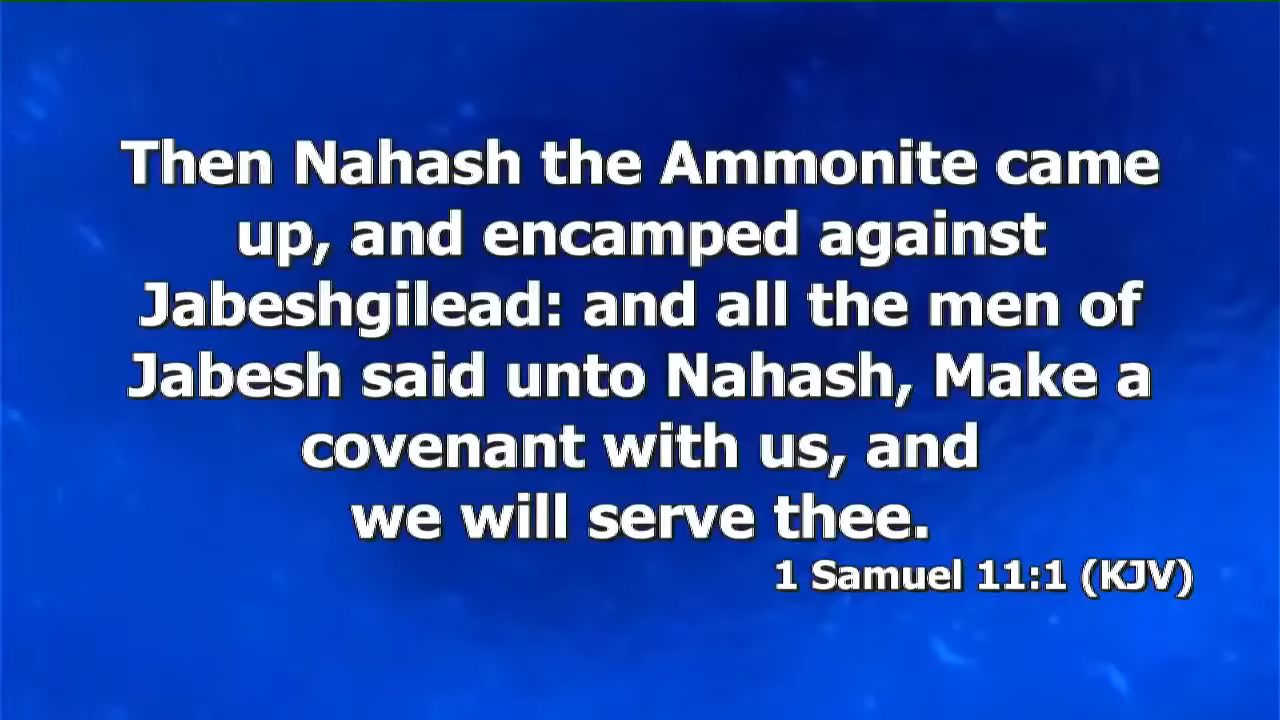 Then Nahash the Ammonite came
up, and encamped against
Jabeshgilead: and all the men of
Jabesh said unto Nahash, Make a
covenant with us, and
we will serve thee.
1 Samuel 11:1 (KJV)